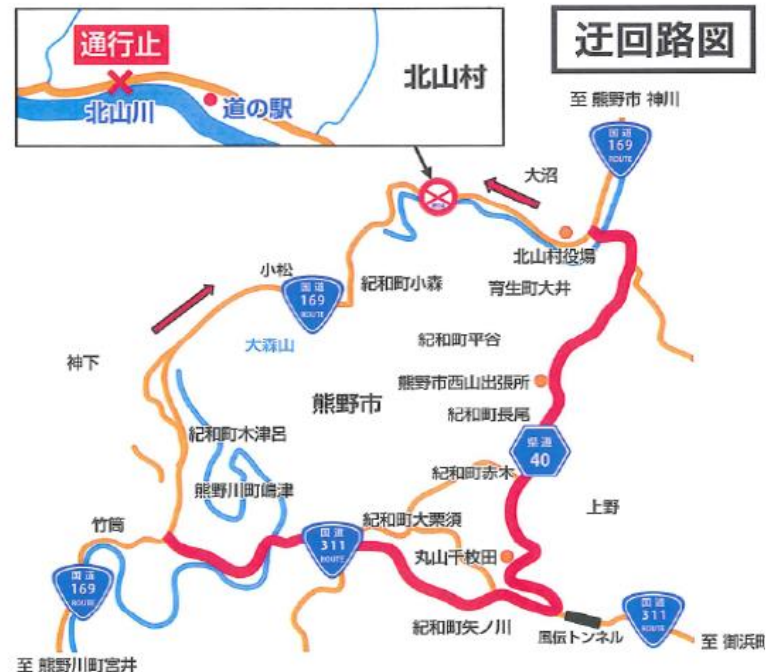 迂回路図
通行止
北山村
北山川
道の駅
至 熊野市 神川
国道
169
ROUTE
大沼
北山村役場
小松
紀和町小森
育生町大井
国道
169
ROUTE
大森山
紀和町平谷
神下
熊野市西山出張所
熊野市
紀和町長尾
紀和町木津呂
県道
40
紀和町赤木
熊野川町嶋津
上野
紀和町大栗須
竹筒
国道
311
ROUTE
丸山千枚田
国道
169
ROUTE
紀和町矢ノ川
風伝トンネル
国道
311
ROUTE
至 御浜町
至 熊野川町宮井